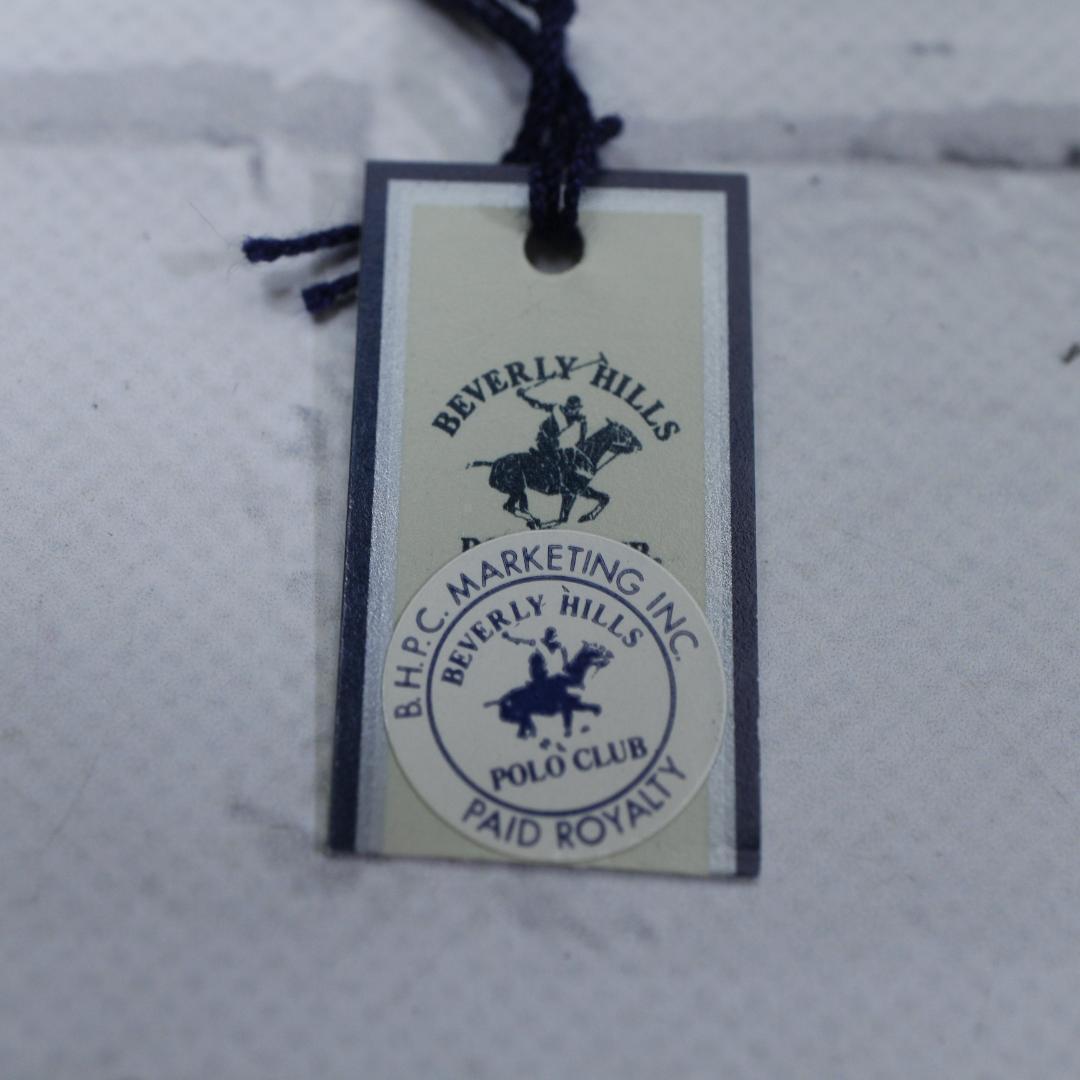 BEVERLY HILLS
B.H.P.C. MARKETING INC.
BEVERLY HILLS
POLO CLUB
PAID ROYALTY